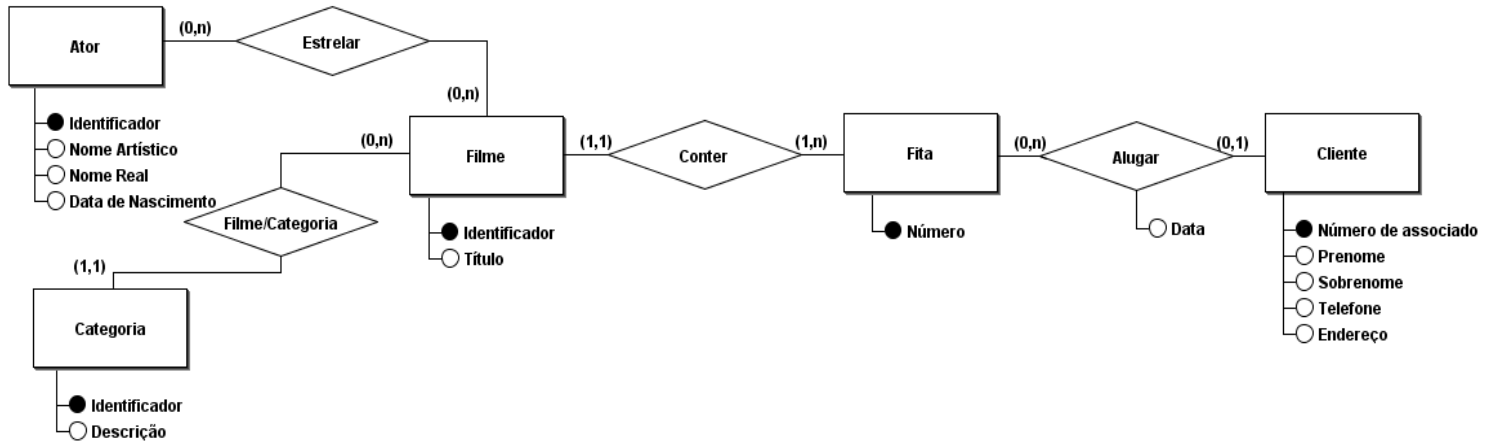 Ator
(0,n)
Estrelar
(0,n)
Identificador
Nome Artístico
Nome Real
Data de Nascimento
(0,n)
Filme
(1,1)
Conter
(1,n)
Fita
(0,n)
Alugar
(0,1)
Cliente
Filme/Categoria
Identificador
Título
Número
Data
Número de associado
Prenome
Sobrenome
Telefone
Endereço
(1,1)
Categoria
Identificador
Descrição